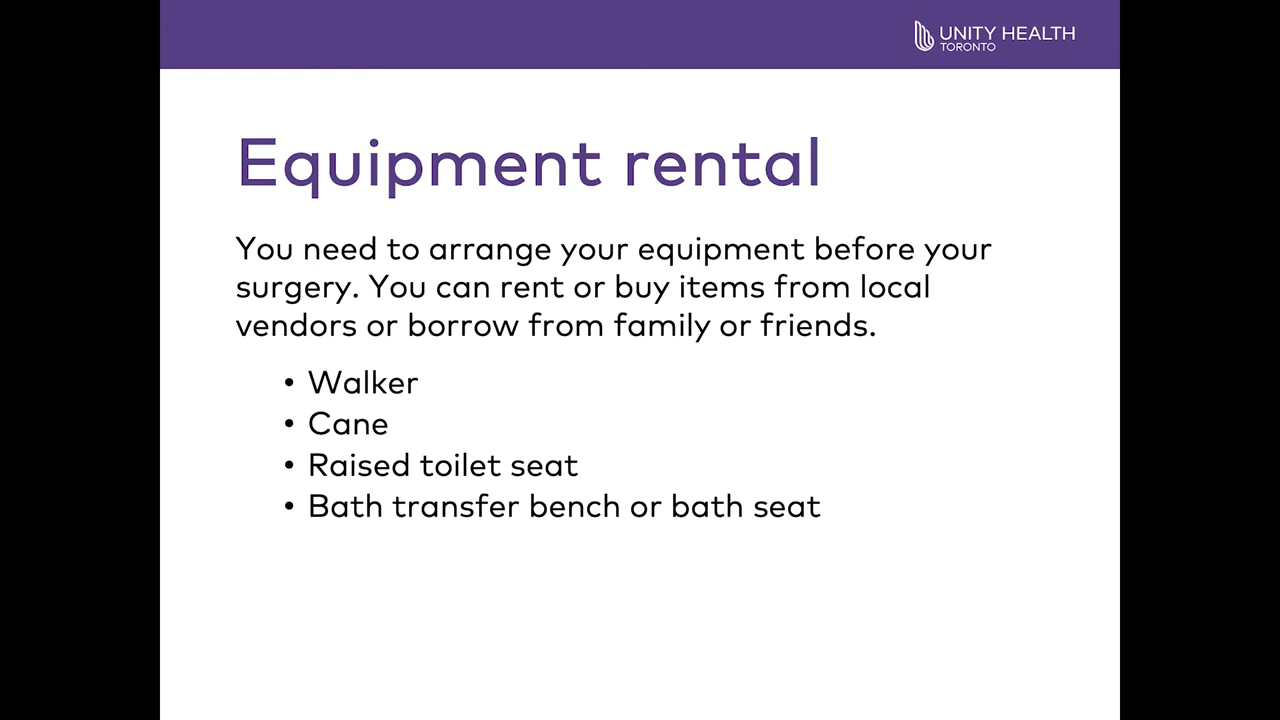 UNITY HEALTH
TORONTO
Equipment rental
You need to arrange your equipment before your
surgery. You can rent or buy items from local
vendors or borrow from family or friends.
• Walker
• Cane
• Raised toilet seat
• Bath transfer bench or bath seat